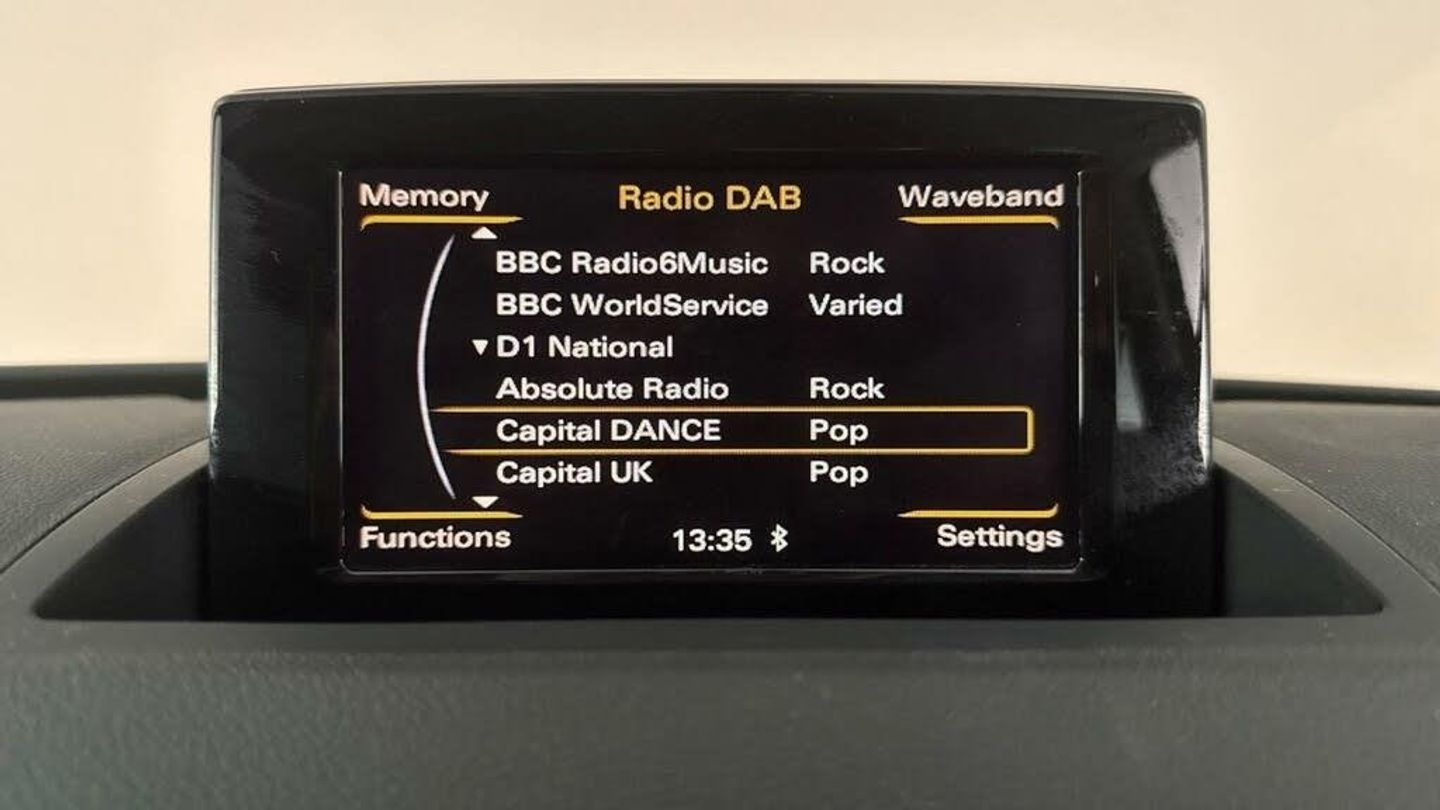 Memory Radio DAB Waveband
BBC Radio6Music Rock
BBC WorldService Varied
▼ D1 National
Absolute Radio Rock
Capital DANCE Pop
Capital UK Pop
Functions 13:35 Settings